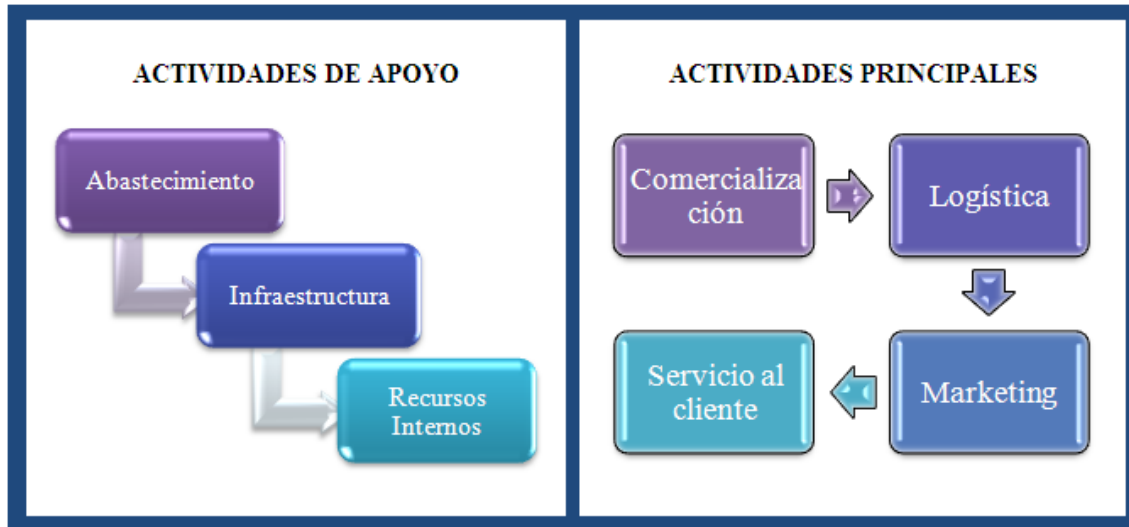 ACTIVIDADES DE APOYO
Abastecimiento
Infraestructura
Recursos
Internos
ACTIVIDADES PRINCIPALES
Comercializa
ción
Logística
Marketing
Servicio al
cliente